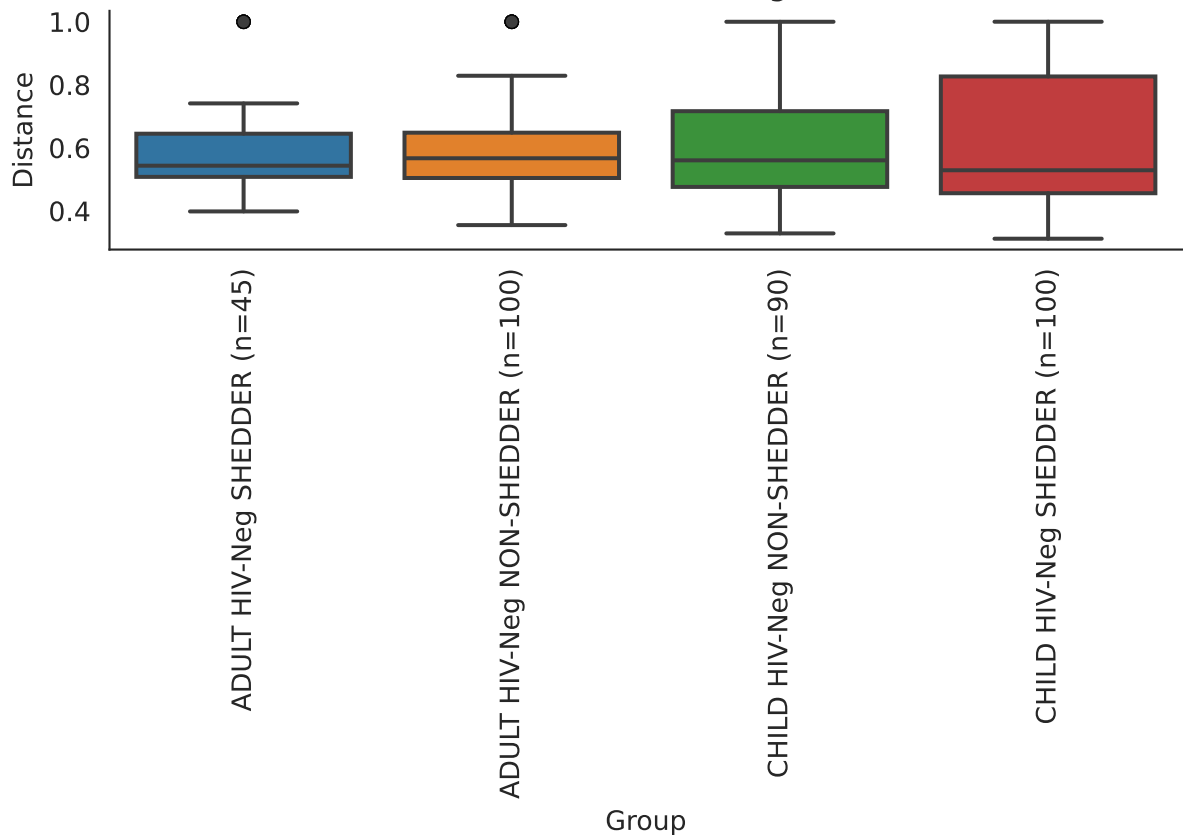 1.0
0.8
0.6
0.4
Distance
ADULT HIV-Neg SHEDDER (n=45)
ADULT HIV-Neg NON-SHEDDER (n=100)
CHILD HIV-Neg NON-SHEDDER (n=90)
CHILD HIV-Neg SHEDDER (n=100)
Group